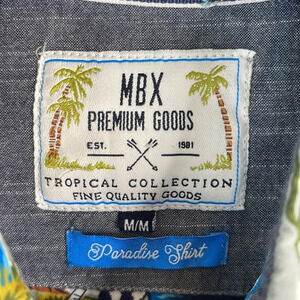 MBX
PREMIUM GOODS
EST. 1981
TROPICAL COLLECTION
FINE QUALITY GOODS
M/M
Paradise Shirt